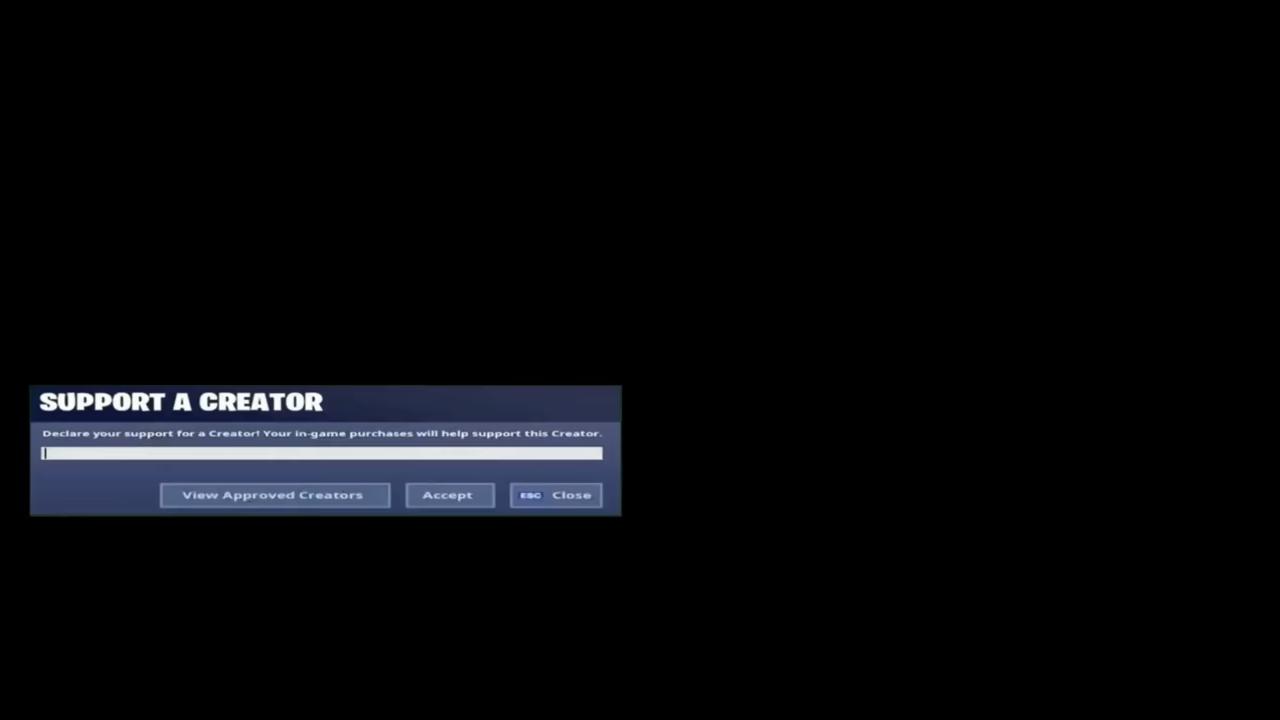 SUPPORT A CREATOR
Declare your support for a Creator! Your in-game purchases will help support this Creator.
View Approved Creators
Accept
ESC Close